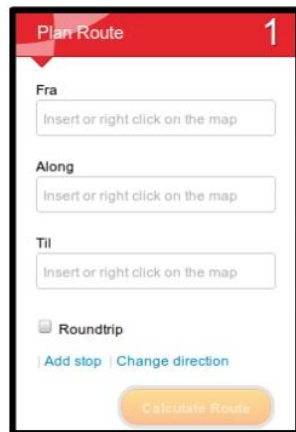 Plan Route 1
Fra
Insert or right click on the map
Along
Insert or right click on the map
Til
Insert or right click on the map
Roundtrip
| Add stop | Change direction
Calculate Route